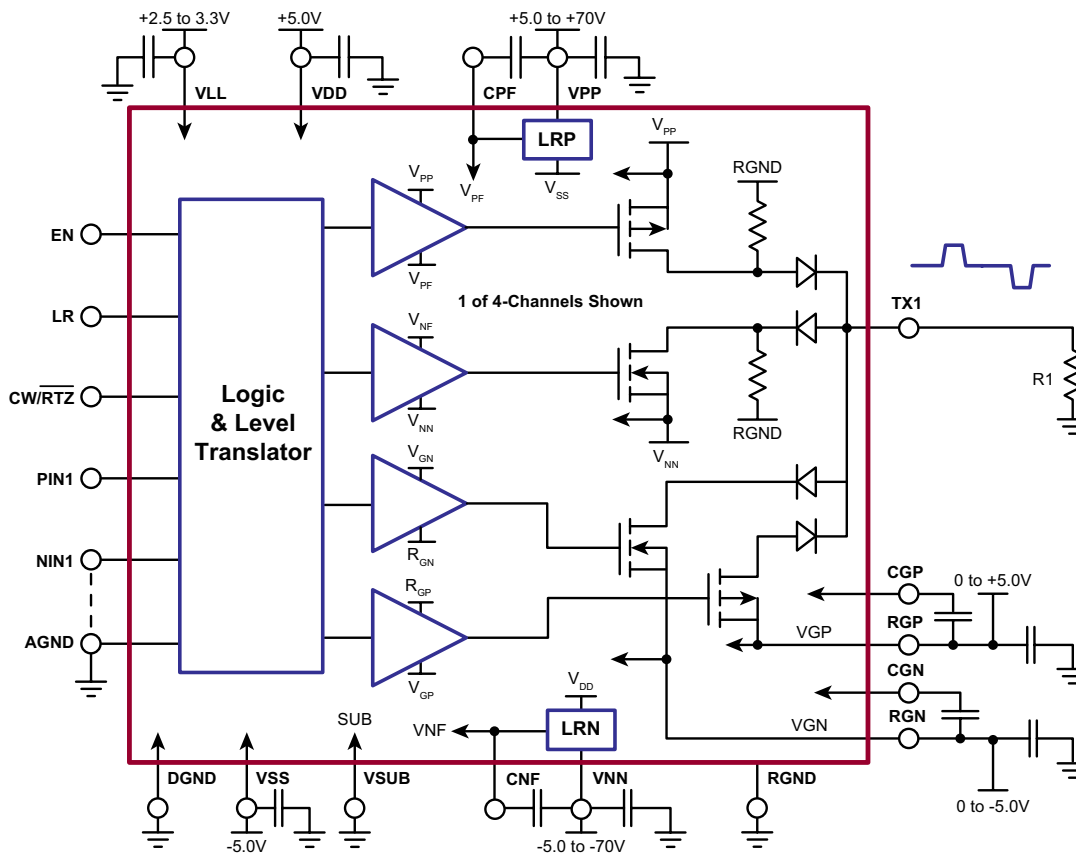 +2.5 to 3.3V
+5.0V
+5.0 to +70V
VLL
VDD
CPF
VPP
LRP
VPP
VSS
VPF
RGND
VPP
VPF
EN
LR
CW/RTZ
PIN1
NIN1
AGND
Logic
& Level
Translator
1 of 4-Channels Shown
TX1
R1
VNF
VNN
RGND
VNN
VGN
RGN
RGP
VGP
CGP
0 to +5.0V
RGP
VGP
CGN
RGN
VGN
0 to -5.0V
VDD
LRN
VNF
SUB
DGND
VSS
VSUB
CNF
VNN
RGND
-5.0V
-5.0 to -70V